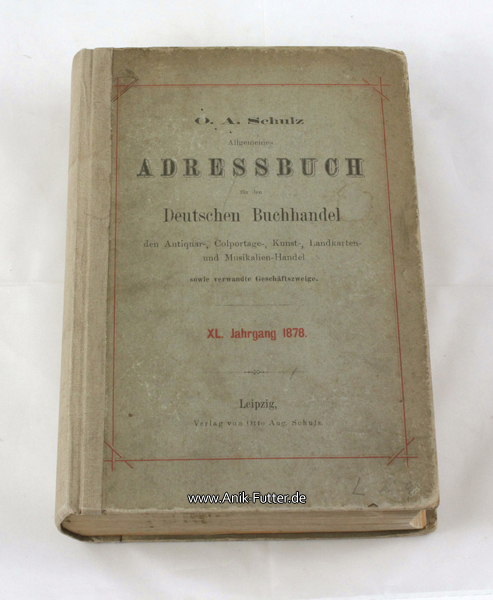 O. A. Schulz
Allgemeines
ADRESSBUCH
für den
Deutschen Buchhandel
den Antiquar-, Colportage-, Kunst-, Landkarten-
und Musikalien-Handel
sowie verwandte Geschäftszweige.
XL. Jahrgang 1878.
Leipzig,
Verlag von Otto Aug. Schulz.
www.Anik-Futter.de